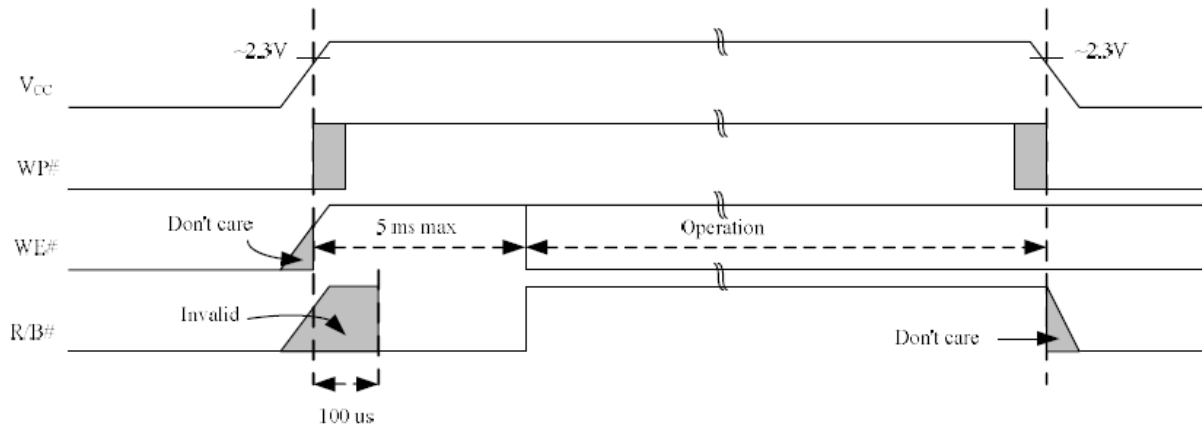 ~2.3V
~2.3V
VCC
WP#
Don't care
5 ms max
Operation
WE#
Invalid
R/B#
Don't care
100 us